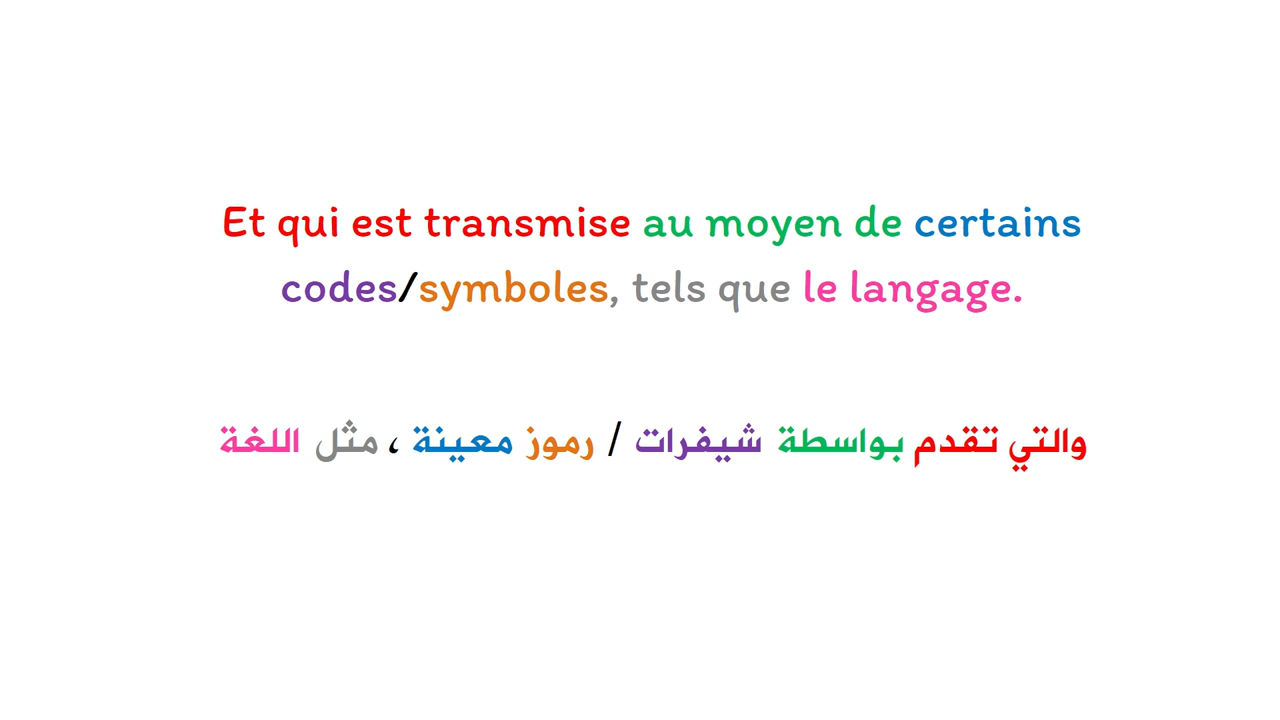 Et qui est transmise au moyen de certains
codes/symboles, tels que le langage.
والتي تقدم بواسطة شيفرات / رموز معينة ، مثل اللغة